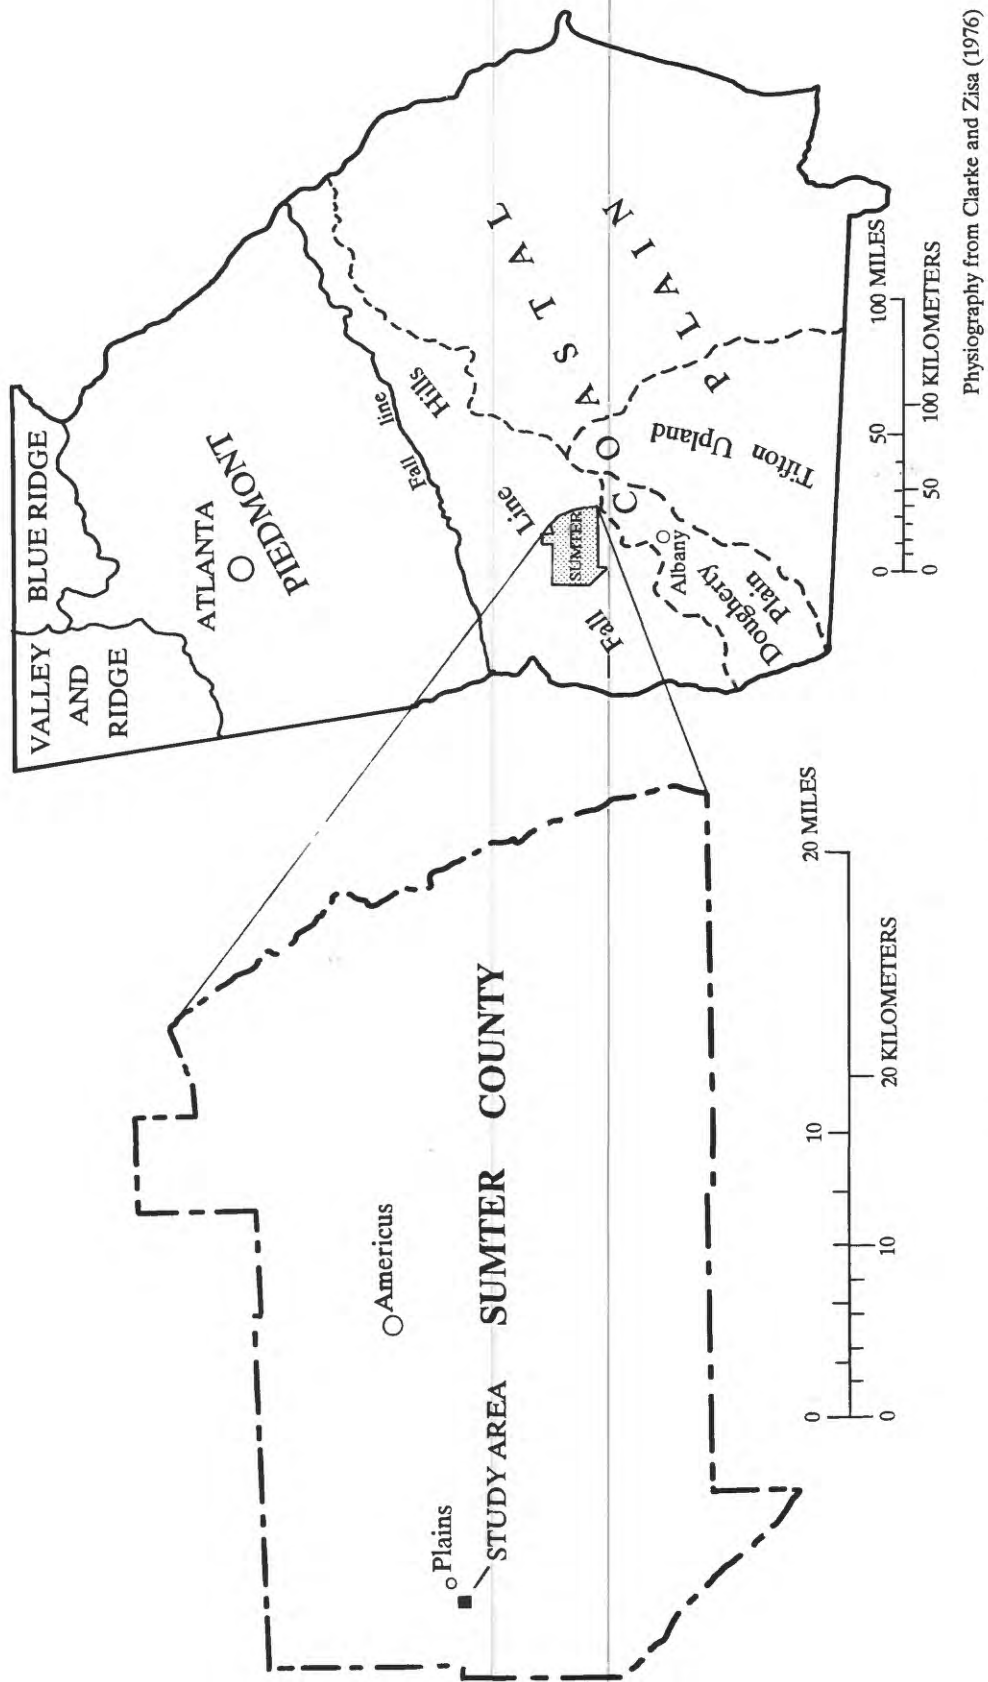 VALLEY
AND
RIDGE
BLUE RIDGE
ATLANTA
PIEDMONT
Fall line
Fall Line Hills
SUMTER
COASTAL
PLAIN
Albany
Dougherty
Plain
Tifton Upland
0 50 100 MILES
0 50 100 KILOMETERS
Americus
Plains
STUDY AREA
SUMTER COUNTY
0 10 20 MILES
0 10 20 KILOMETERS
Physiography from Clarke and Zisa (1976)